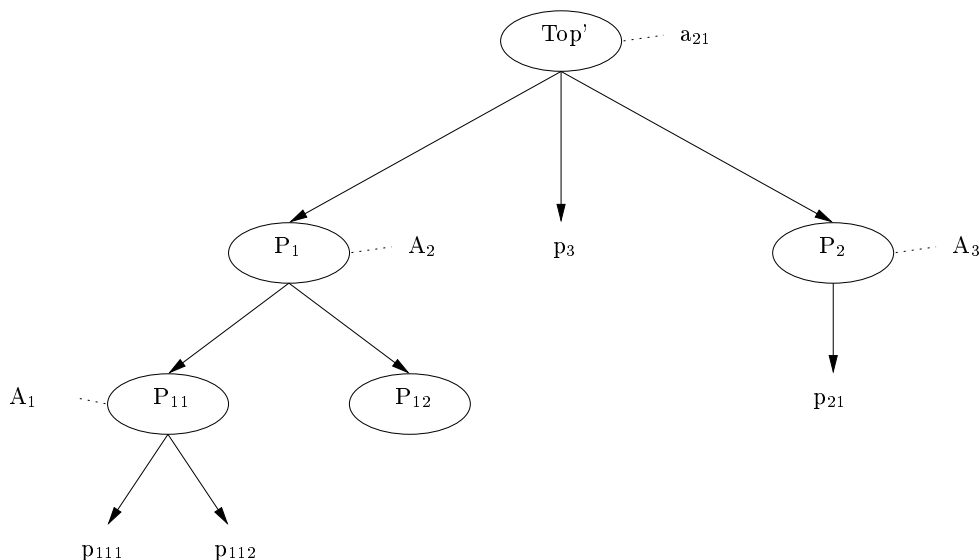 Top' a₂₁
P₁ A₂ p₃ P₂ A₃
A₁ P₁₁ P₁₂ p₂₁
p₁₁₁ p₁₁₂